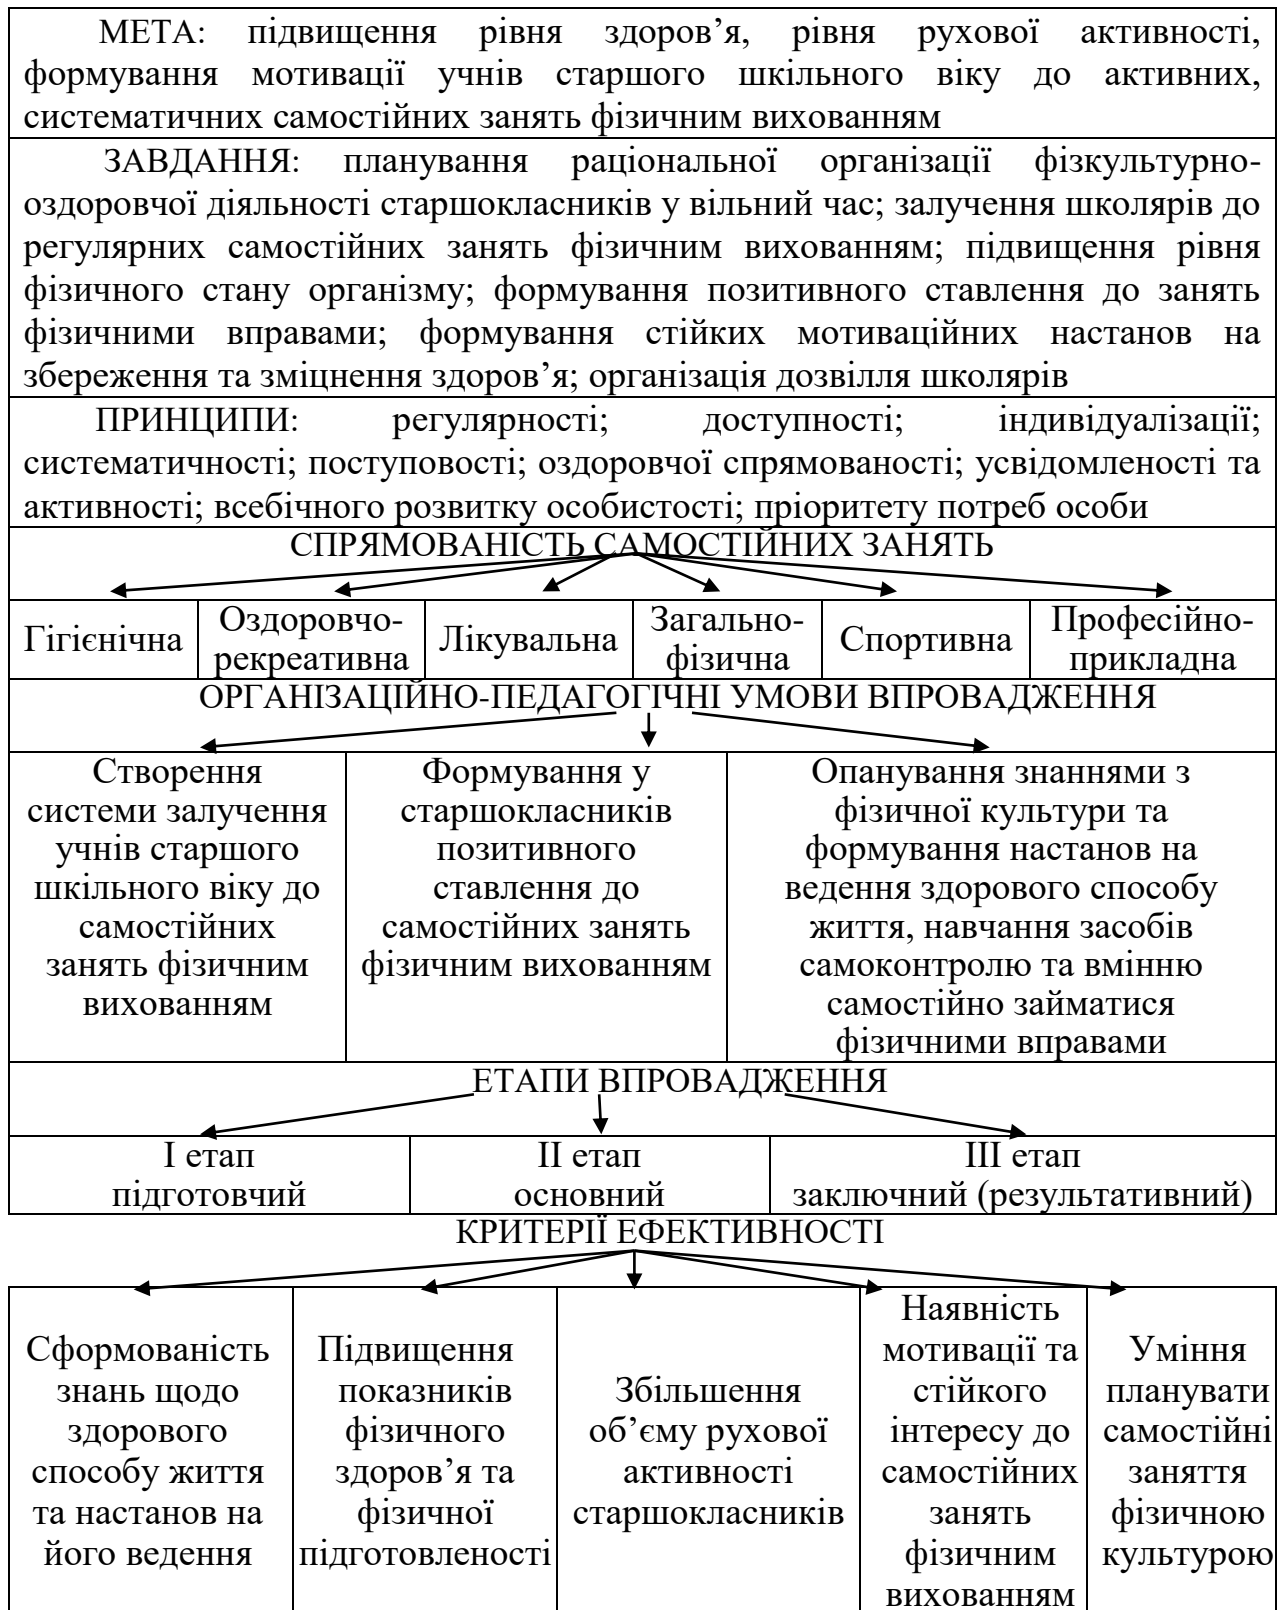 МЕТА: підвищення рівня здоров’я, рівня рухової активності,
формування мотивації учнів старшого шкільного віку до активних,
систематичних самостійних занять фізичним вихованням
ЗАВДАННЯ: планування раціональної організації фізкультурно-
оздоровчої діяльності старшокласників у вільний час; залучення школярів до
регулярних самостійних занять фізичним вихованням; підвищення рівня
фізичного стану організму; формування позитивного ставлення до занять
фізичними вправами; формування стійких мотиваційних настанов на
збереження та зміцнення здоров’я; організація дозвілля школярів
ПРИНЦИПИ: регулярності; доступності; індивідуалізації;
систематичності; поступовості; оздоровчої спрямованості; усвідомленості та
активності; всебічного розвитку особистості; пріоритету потреб особи
СПРЯМОВАНІСТЬ САМОСТІЙНИХ ЗАНЯТЬ
Гігієнічна
Оздоровчо-
рекреативна
Лікувальна
Загально-
фізична
Спортивна
Професійно-
прикладна
ОРГАНІЗАЦІЙНО-ПЕДАГОГІЧНІ УМОВИ ВПРОВАДЖЕННЯ
Створення
системи залучення
учнів старшого
шкільного віку до
самостійних
занять фізичним
вихованням
Формування у
старшокласників
позитивного
ставлення до
самостійних занять
фізичним вихованням
Опанування знаннями з
фізичної культури та
формування настанов на
ведення здорового способу
життя, навчання засобів
самоконтролю та вмінню
самостійно займатися
фізичними вправами
ЕТАПИ ВПРОВАДЖЕННЯ
І етап
підготовчий
ІІ етап
основний
ІІІ етап
заключний (результативний)
КРИТЕРІЇ ЕФЕКТИВНОСТІ
Сформованість
знань щодо
здорового
способу життя
та настанов на
його ведення
Підвищення
показників
фізичного
здоров’я та
фізичної
підготовленості
Збільшення
об’єму рухової
активності
старшокласників
Наявність
мотивації та
стійкого
інтересу до
самостійних
занять
фізичним
вихованням
Уміння
планувати
самостійні
заняття
фізичною
культурою